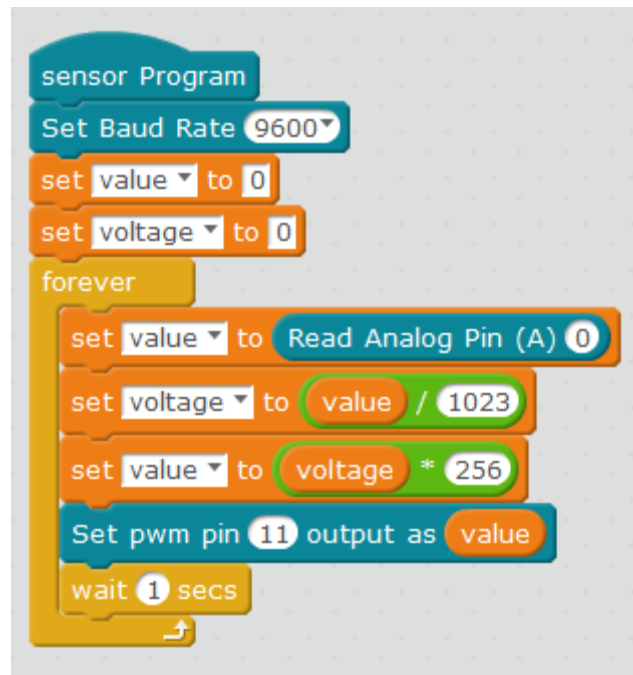 sensor Program
Set Baud Rate 9600
set value to 0
set voltage to 0
forever
set value to Read Analog Pin (A) 0
set voltage to value / 1023
set value to voltage * 256
Set pwm pin 11 output as value
wait 1 secs